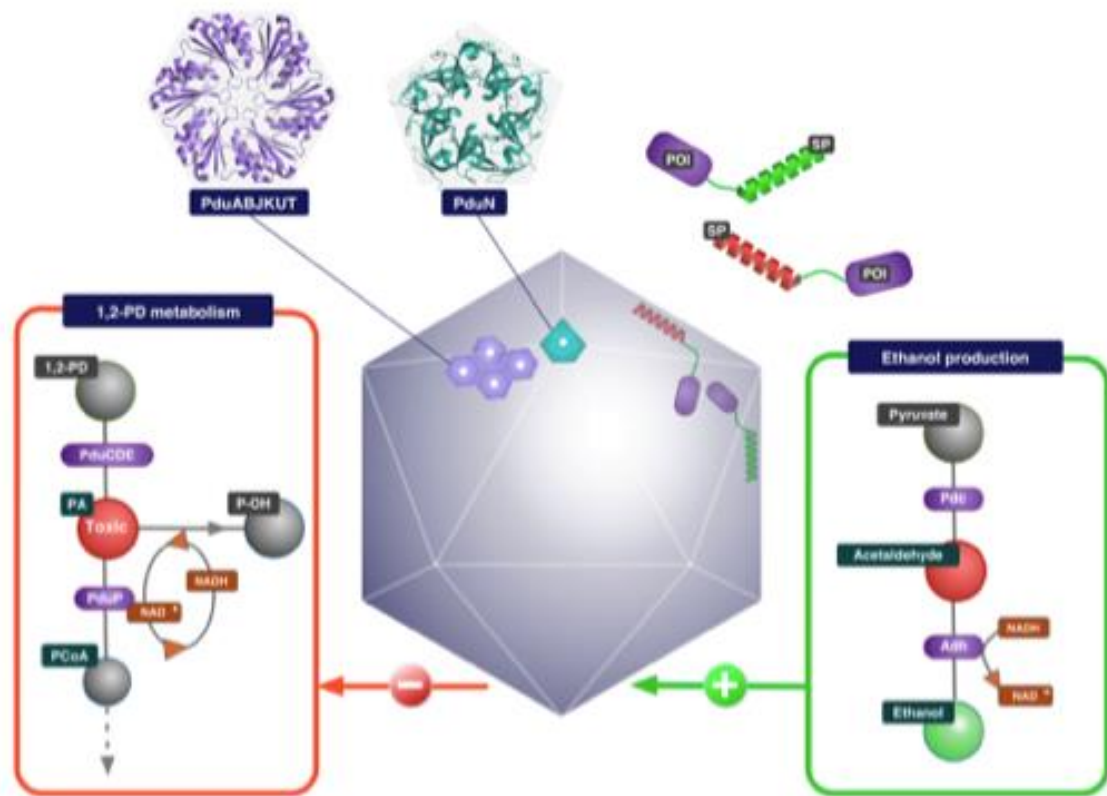 PduABJKUT
PduN
POI
SP
SP
POI
1,2-PD metabolism
1,2-PD
PduCDE
PA
Toxic
P-OH
NADH
PduP
NAD+
PCoA
Ethanol production
Pyruvate
Pdc
Acetaldehyde
NADH
Adh
NAD+
Ethanol